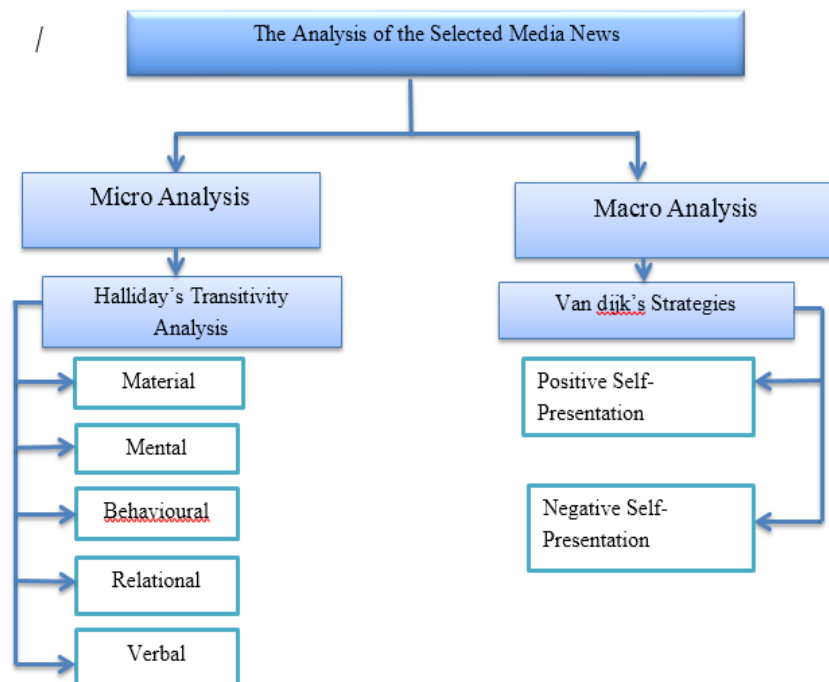 /
The Analysis of the Selected Media News
Micro Analysis
Macro Analysis
Halliday's Transitivity
Analysis
Van dijk's Strategies
Material
Mental
Behavioural
Relational
Verbal
Positive Self-
Presentation
Negative Self-
Presentation